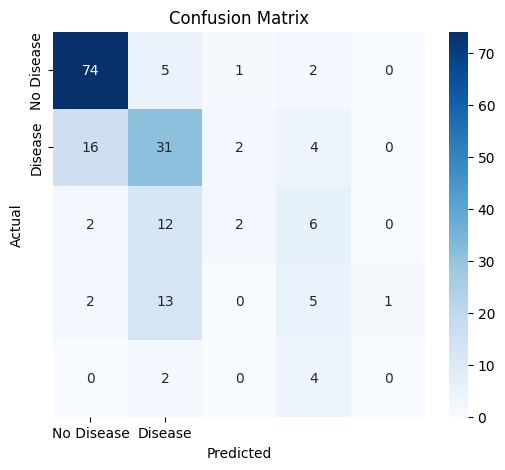 Confusion Matrix
No Disease
Disease
Actual
74 5 1 2 0
16 31 2 4 0
2 12 2 6 0
2 13 0 5 1
0 2 0 4 0
No Disease Disease
Predicted
70
60
50
40
30
20
10
0